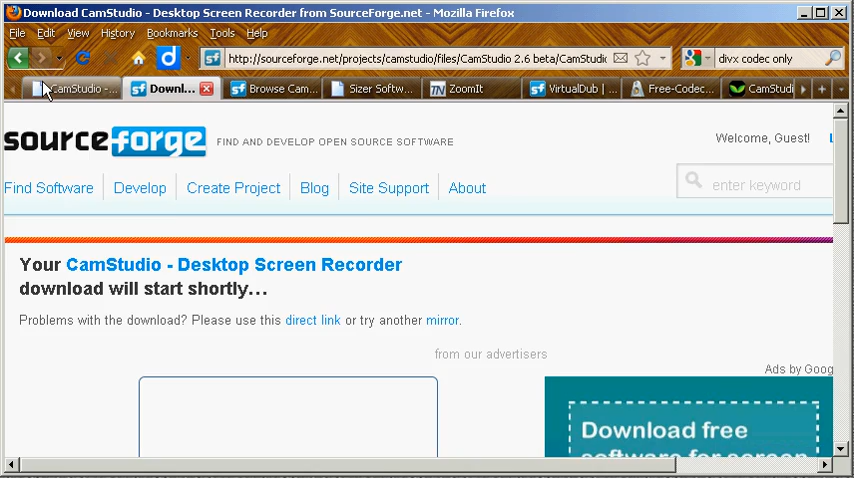 Download CamStudio - Desktop Screen Recorder from SourceForge.net - Mozilla Firefox
File Edit View History Bookmarks Tools Help
http://sourceforge.net/projects/camstudio/files/CamStudio 2.6 beta/CamStudi
divx codec only
CamStudio -... Downl... Browse Cam... Sizer Softw... ZoomIt VirtualDub | ... Free-Codec... CamStudi
sourceforge FIND AND DEVELOP OPEN SOURCE SOFTWARE
Welcome, Guest!
Find Software Develop Create Project Blog Site Support About
enter keyword
Your CamStudio - Desktop Screen Recorder
download will start shortly...
Problems with the download? Please use this direct link or try another mirror.
from our advertisers
Ads by Goog
Download free
software for screen